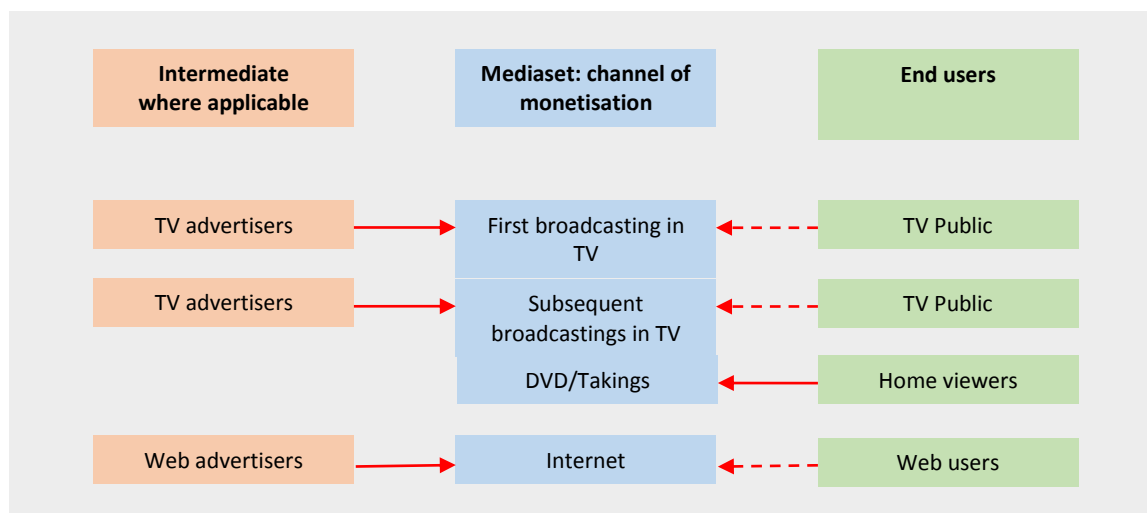 Intermediate
where applicable
Mediaset: channel of
monetisation
End users
TV advertisers
First broadcasting in
TV
TV Public
TV advertisers
Subsequent
broadcastings in TV
TV Public
DVD/Takings
Home viewers
Web advertisers
Internet
Web users